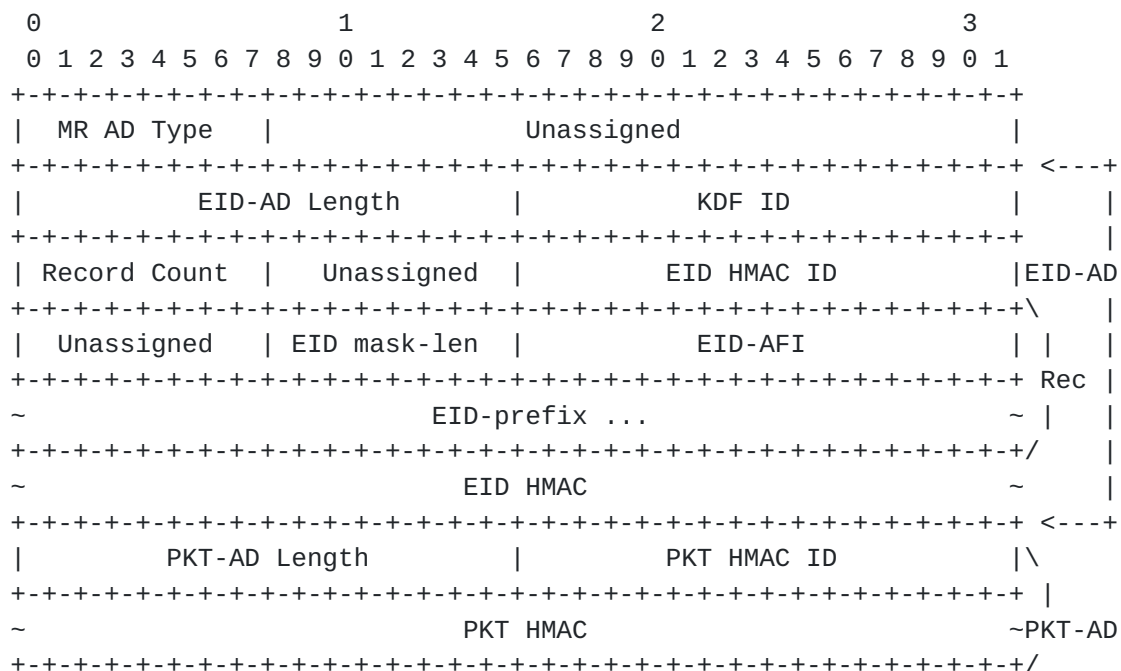 0                   1                   2                   3
 0 1 2 3 4 5 6 7 8 9 0 1 2 3 4 5 6 7 8 9 0 1 2 3 4 5 6 7 8 9 0 1
+-+-+-+-+-+-+-+-+-+-+-+-+-+-+-+-+-+-+-+-+-+-+-+-+-+-+-+-+-+-+-+-+
|  MR AD Type   |                Unassigned                     |
+-+-+-+-+-+-+-+-+-+-+-+-+-+-+-+-+-+-+-+-+-+-+-+-+-+-+-+-+-+-+-+-+ <---+
|           EID-AD Length       |           KDF ID              |     |
+-+-+-+-+-+-+-+-+-+-+-+-+-+-+-+-+-+-+-+-+-+-+-+-+-+-+-+-+-+-+-+-+     |
| Record Count  |   Unassigned  |         EID HMAC ID           |EID-AD
+-+-+-+-+-+-+-+-+-+-+-+-+-+-+-+-+-+-+-+-+-+-+-+-+-+-+-+-+-+-+-+-+\    |
|  Unassigned   | EID mask-len  |           EID-AFI             | |   |
+-+-+-+-+-+-+-+-+-+-+-+-+-+-+-+-+-+-+-+-+-+-+-+-+-+-+-+-+-+-+-+-+ Rec |
~                          EID-prefix ...                       ~ |   |
+-+-+-+-+-+-+-+-+-+-+-+-+-+-+-+-+-+-+-+-+-+-+-+-+-+-+-+-+-+-+-+-+/    |
~                            EID HMAC                           ~     |
+-+-+-+-+-+-+-+-+-+-+-+-+-+-+-+-+-+-+-+-+-+-+-+-+-+-+-+-+-+-+-+-+ <---+
|         PKT-AD Length         |         PKT HMAC ID           |\
+-+-+-+-+-+-+-+-+-+-+-+-+-+-+-+-+-+-+-+-+-+-+-+-+-+-+-+-+-+-+-+-+ |
~                            PKT HMAC                           ~PKT-AD
+-+-+-+-+-+-+-+-+-+-+-+-+-+-+-+-+-+-+-+-+-+-+-+-+-+-+-+-+-+-+-+-+/